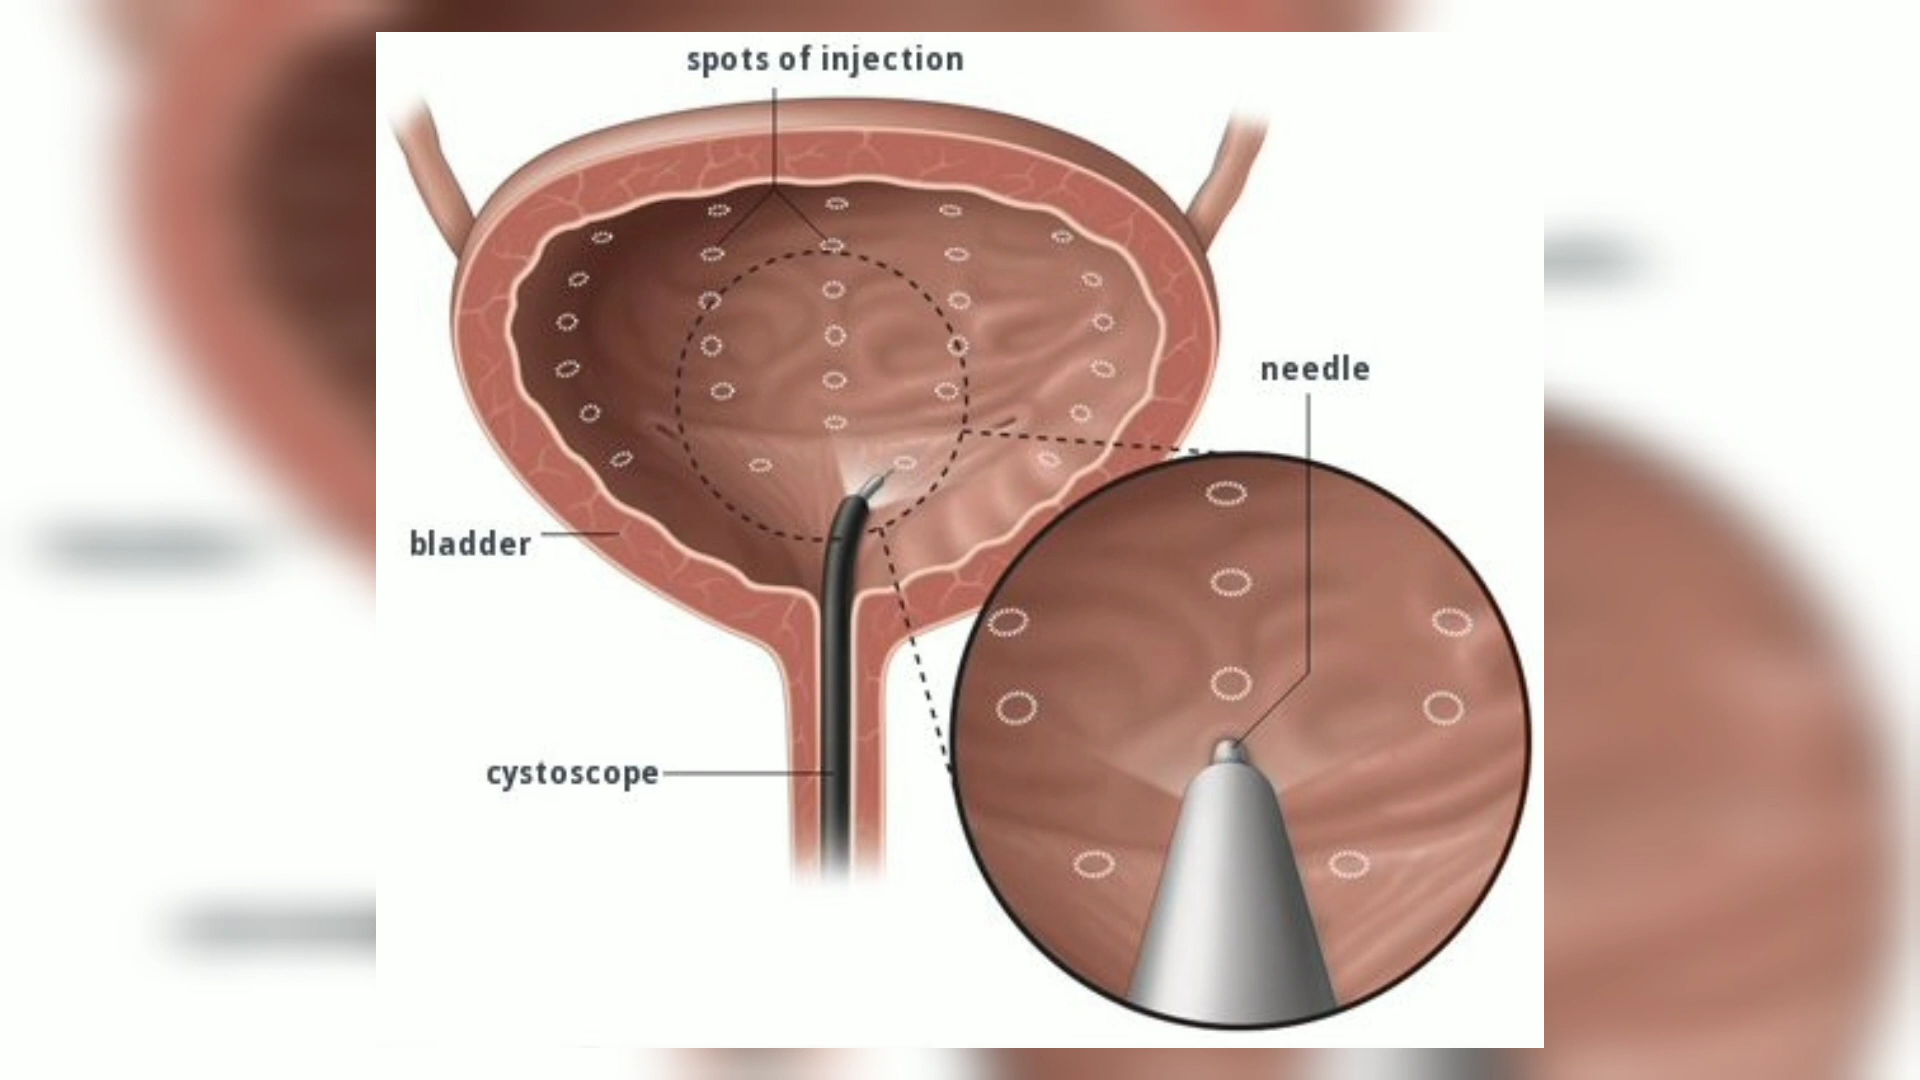 spots of injection
needle
bladder
cystoscope